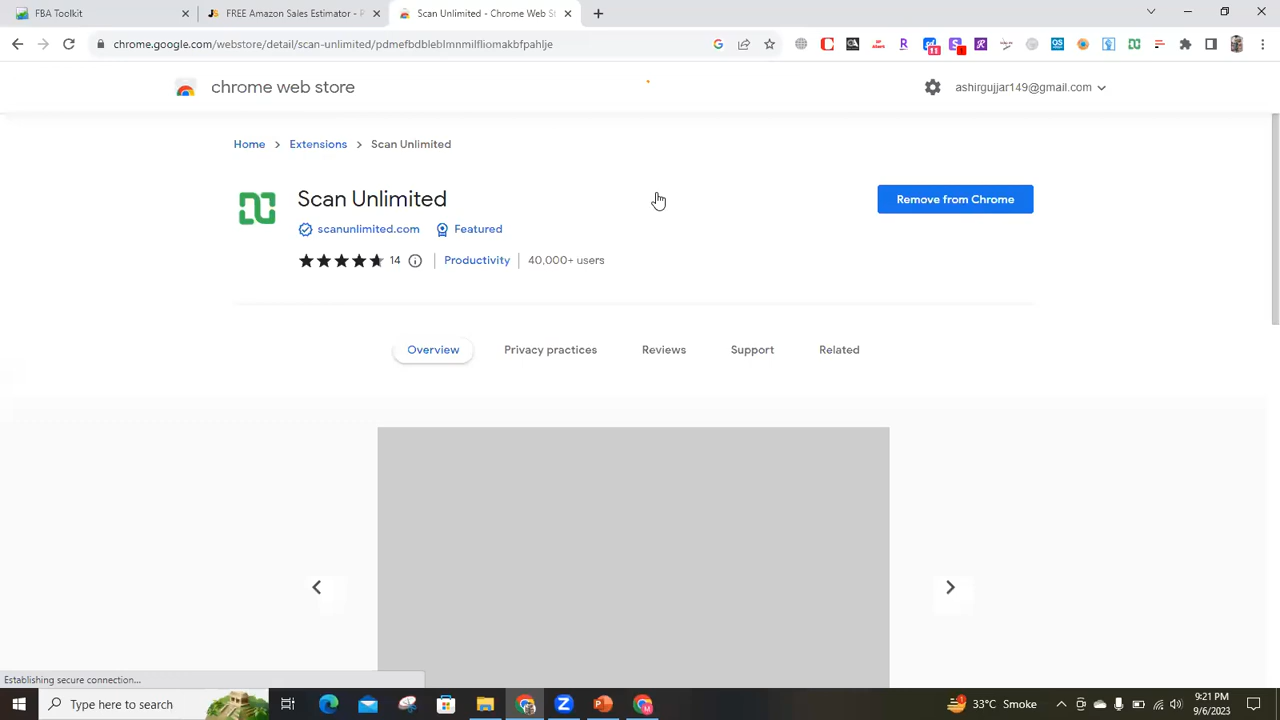 FBA Toolkit
FREE Amazon Sales Estimator - P
Scan Unlimited - Chrome Web St
chrome.google.com/webstore/detail/scan-unlimited/pdmefbdbleblmnmilfliomakbfpahlje
chrome web store
ashirgujjar149@gmail.com
Home > Extensions > Scan Unlimited
Scan Unlimited
Remove from Chrome
scanunlimited.com Featured
14 Productivity 40,000+ users
Overview Privacy practices Reviews Support Related
Establishing secure connection...
Type here to search
33°C Smoke
9:21 PM
9/6/2023